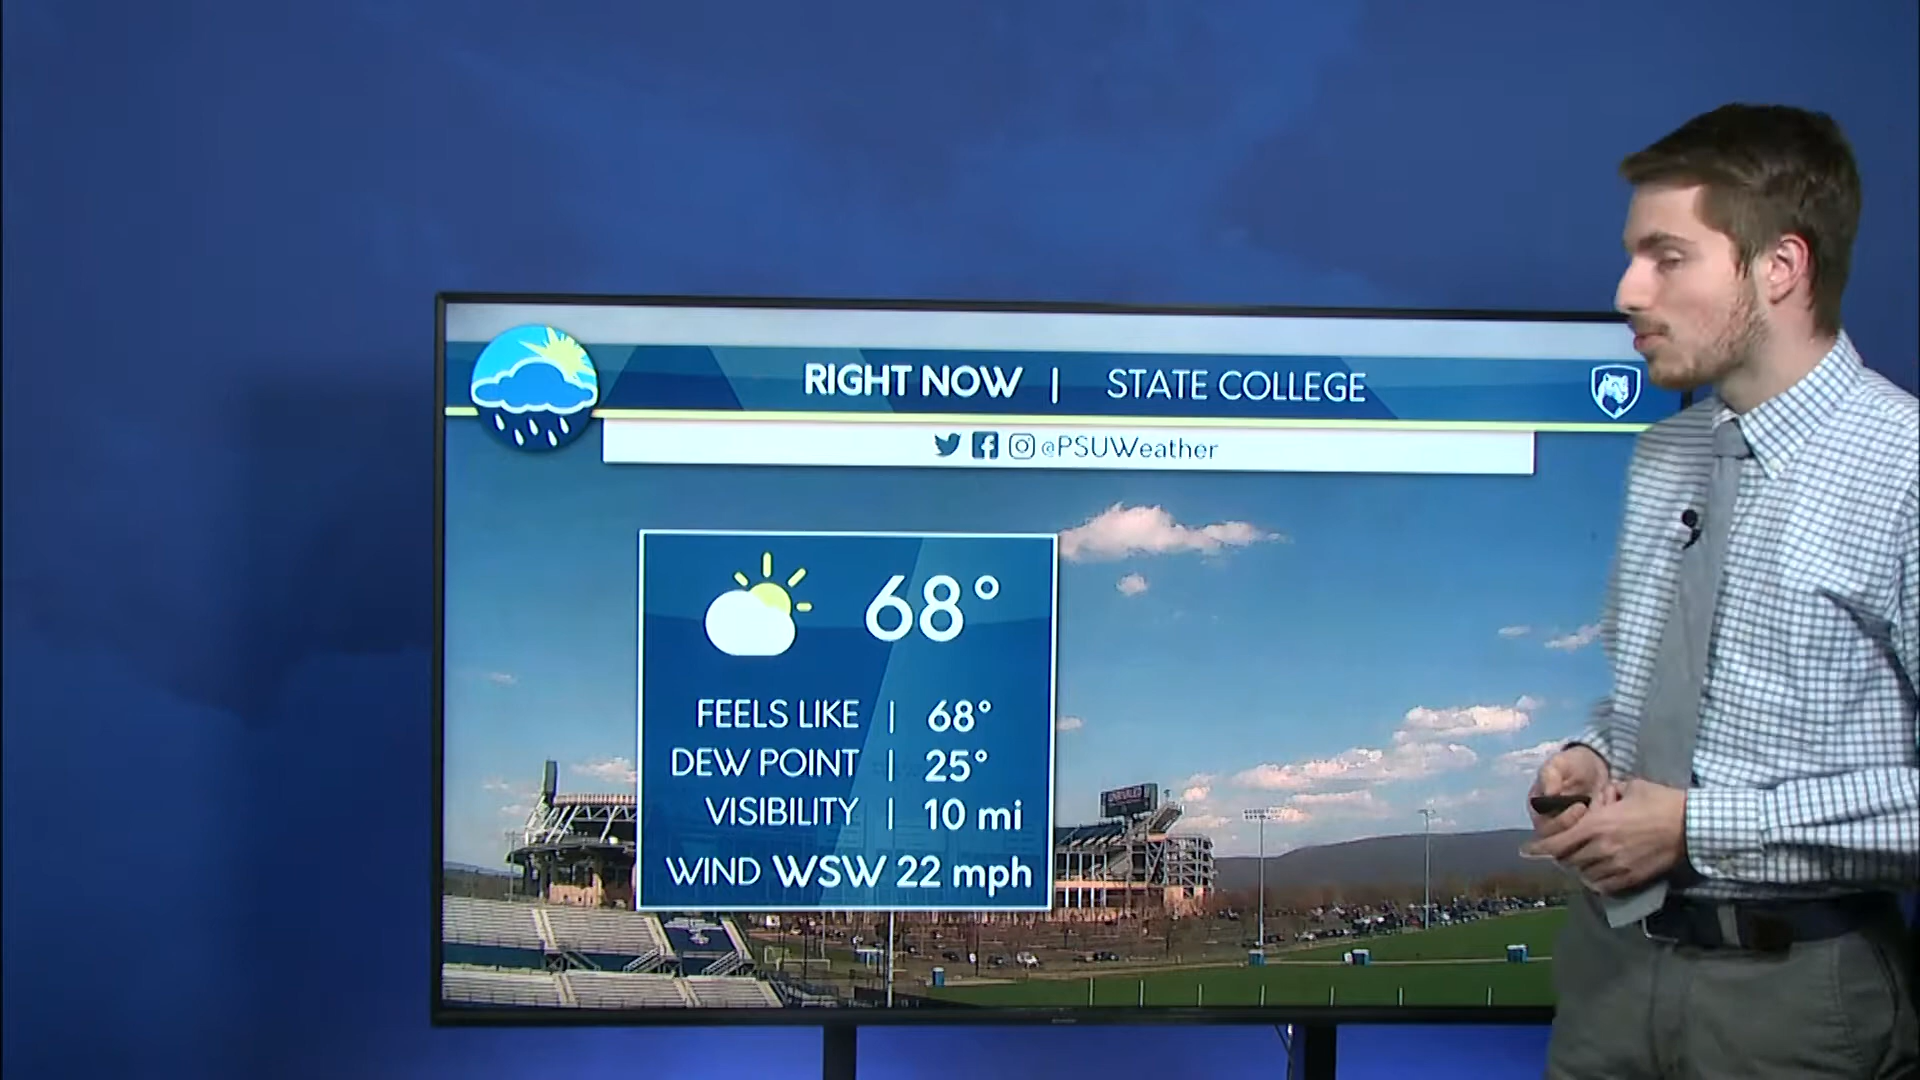 RIGHT NOW | STATE COLLEGE
@PSUWeather
68°
FEELS LIKE | 68°
DEW POINT | 25°
VISIBILITY | 10 mi
WIND WSW 22 mph